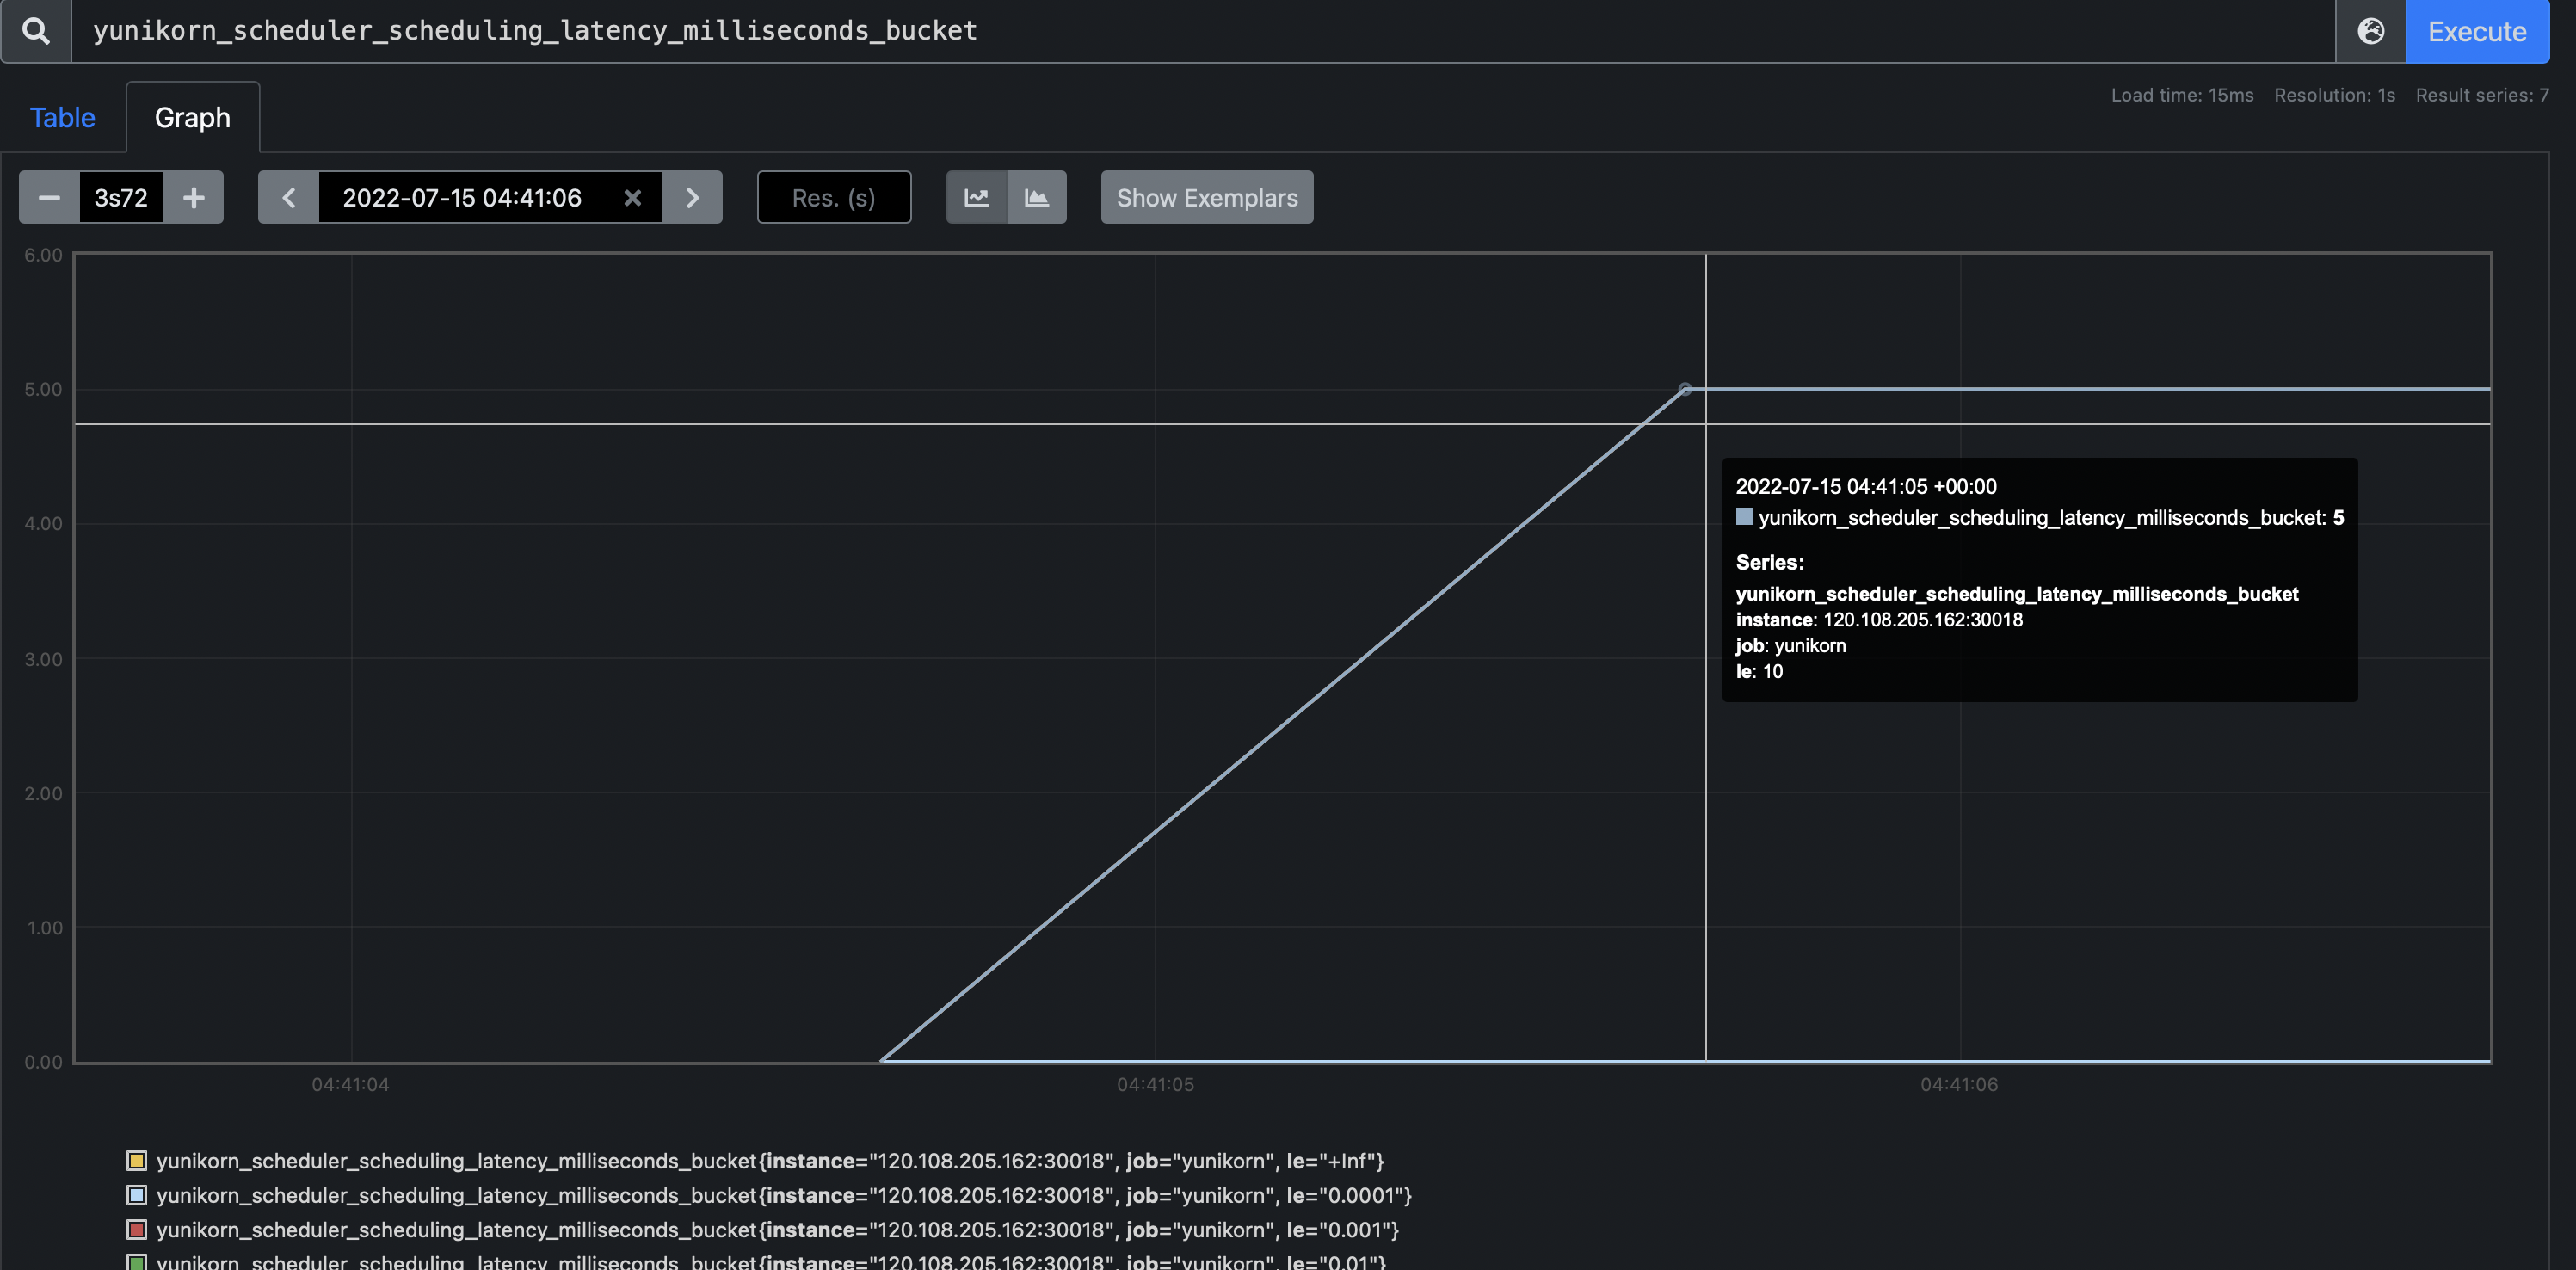 yunikorn_scheduler_scheduling_latency_milliseconds_bucket
Execute
Table
Graph
Load time: 15ms Resolution: 1s Result series: 7
3s72
2022-07-15 04:41:06
Res. (s)
Show Exemplars
6.00
5.00
4.00
3.00
2.00
1.00
0.00
04:41:04
04:41:05
04:41:06
2022-07-15 04:41:05 +00:00
yunikorn_scheduler_scheduling_latency_milliseconds_bucket: 5
Series:
yunikorn_scheduler_scheduling_latency_milliseconds_bucket
instance: 120.108.205.162:30018
job: yunikorn
le: 10
yunikorn_scheduler_scheduling_latency_milliseconds_bucket{instance="120.108.205.162:30018", job="yunikorn", le="+Inf"}
yunikorn_scheduler_scheduling_latency_milliseconds_bucket{instance="120.108.205.162:30018", job="yunikorn", le="0.0001"}
yunikorn_scheduler_scheduling_latency_milliseconds_bucket{instance="120.108.205.162:30018", job="yunikorn", le="0.001"}
yunikorn_scheduler_scheduling_latency_milliseconds_bucket{instance="120.108.205.162:30018", job="yunikorn", le="0.01"}